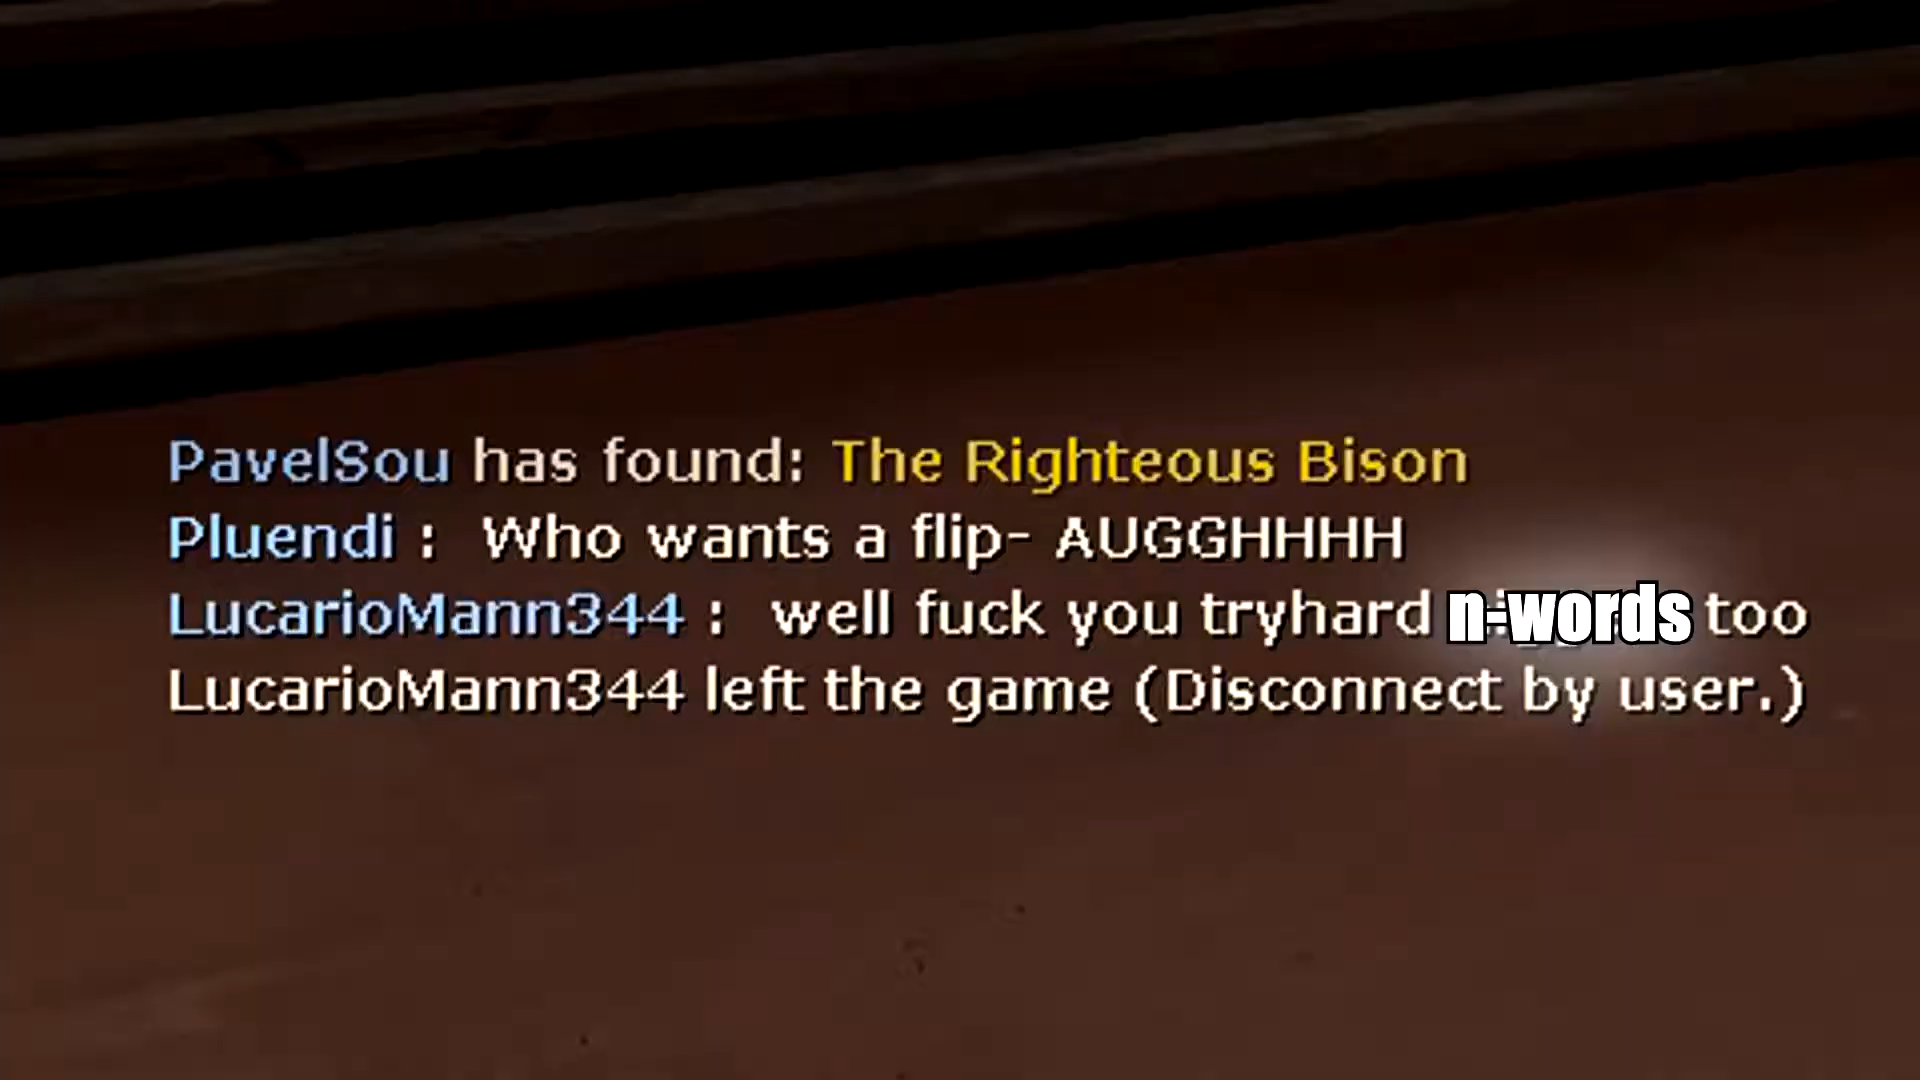 PavelSou has found: The Righteous Bison
Pluendi :  Who wants a flip- AUGGHHHH
LucarioMann344 :  well fuck you tryhard n-words too
LucarioMann344 left the game (Disconnect by user.)